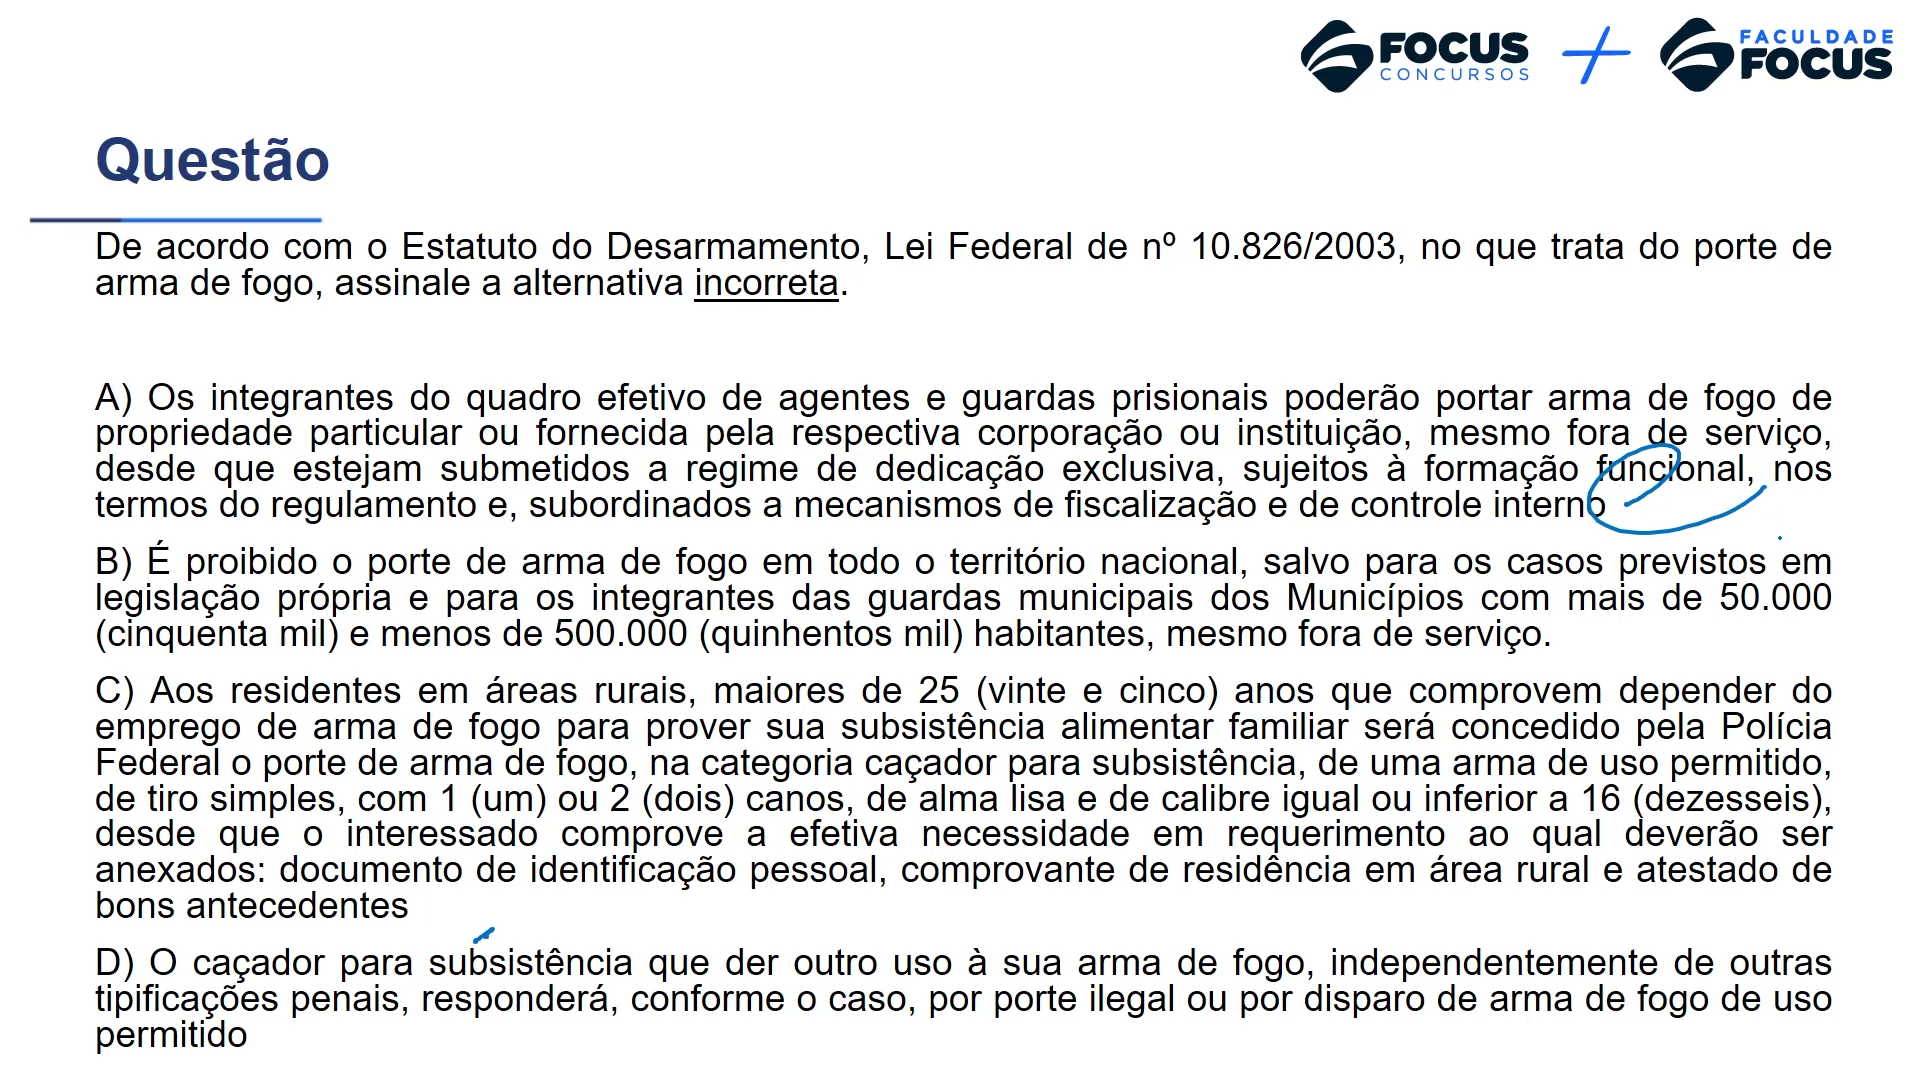 FOCUS
CONCURSOS
FACULDADE
FOCUS
Questão
De acordo com o Estatuto do Desarmamento, Lei Federal de nº 10.826/2003, no que trata do porte de
arma de fogo, assinale a alternativa incorreta.
A) Os integrantes do quadro efetivo de agentes e guardas prisionais poderão portar arma de fogo de
propriedade particular ou fornecida pela respectiva corporação ou instituição, mesmo fora de serviço,
desde que estejam submetidos a regime de dedicação exclusiva, sujeitos à formação funcional, nos
termos do regulamento e, subordinados a mecanismos de fiscalização e de controle interno
B) É proibido o porte de arma de fogo em todo o território nacional, salvo para os casos previstos em
legislação própria e para os integrantes das guardas municipais dos Municípios com mais de 50.000
(cinquenta mil) e menos de 500.000 (quinhentos mil) habitantes, mesmo fora de serviço.
C) Aos residentes em áreas rurais, maiores de 25 (vinte e cinco) anos que comprovem depender do
emprego de arma de fogo para prover sua subsistência alimentar familiar será concedido pela Polícia
Federal o porte de arma de fogo, na categoria caçador para subsistência, de uma arma de uso permitido,
de tiro simples, com 1 (um) ou 2 (dois) canos, de alma lisa e de calibre igual ou inferior a 16 (dezesseis),
desde que o interessado comprove a efetiva necessidade em requerimento ao qual deverão ser
anexados: documento de identificação pessoal, comprovante de residência em área rural e atestado de
bons antecedentes
D) O caçador para subsistência que der outro uso à sua arma de fogo, independentemente de outras
tipificações penais, responderá, conforme o caso, por porte ilegal ou por disparo de arma de fogo de uso
permitido